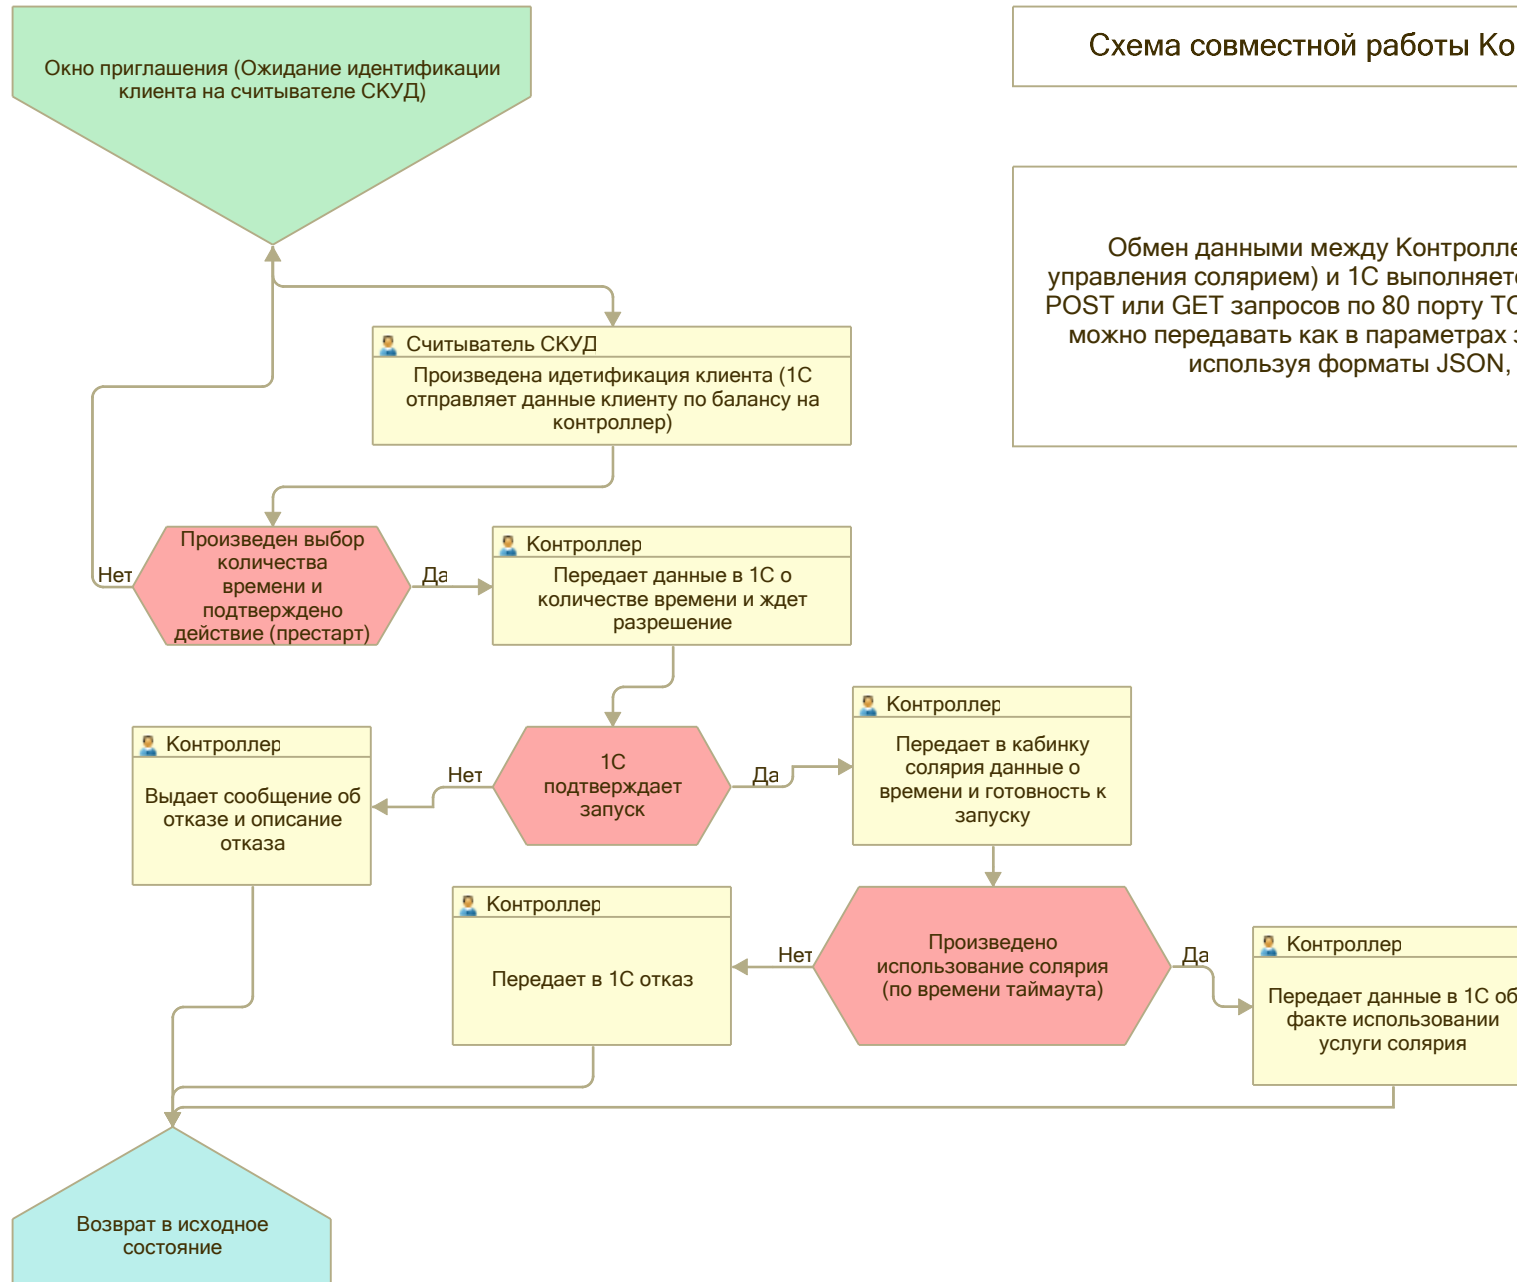 Окно приглашения (Ожидание идентификации
клиента на считывателе СКУД)
Схема совместной работы Ко
Обмен данными между Контролле
управления солярием) и 1С выполняетс
POST или GET запросов по 80 порту TC
можно передавать как в параметрах з
используя форматы JSON,
Считыватель СКУД
Произведена идетификация клиента (1С
отправляет данные клиенту по балансу на
контроллер)
Произведен выбор
количества
времени и
подтверждено
действие (престарт)
Нет
Да
Контроллер
Передает данные в 1С о
количестве времени и ждет
разрешение
1С
подтверждает
запуск
Нет
Да
Контроллер
Выдает сообщение об
отказе и описание
отказа
Контроллер
Передает в кабинку
солярия данные о
времени и готовность к
запуску
Произведено
использование солярия
(по времени таймаута)
Нет
Да
Контроллер
Передает в 1С отказ
Контроллер
Передает данные в 1С об
факте использовании
услуги солярия
Возврат в исходное
состояние